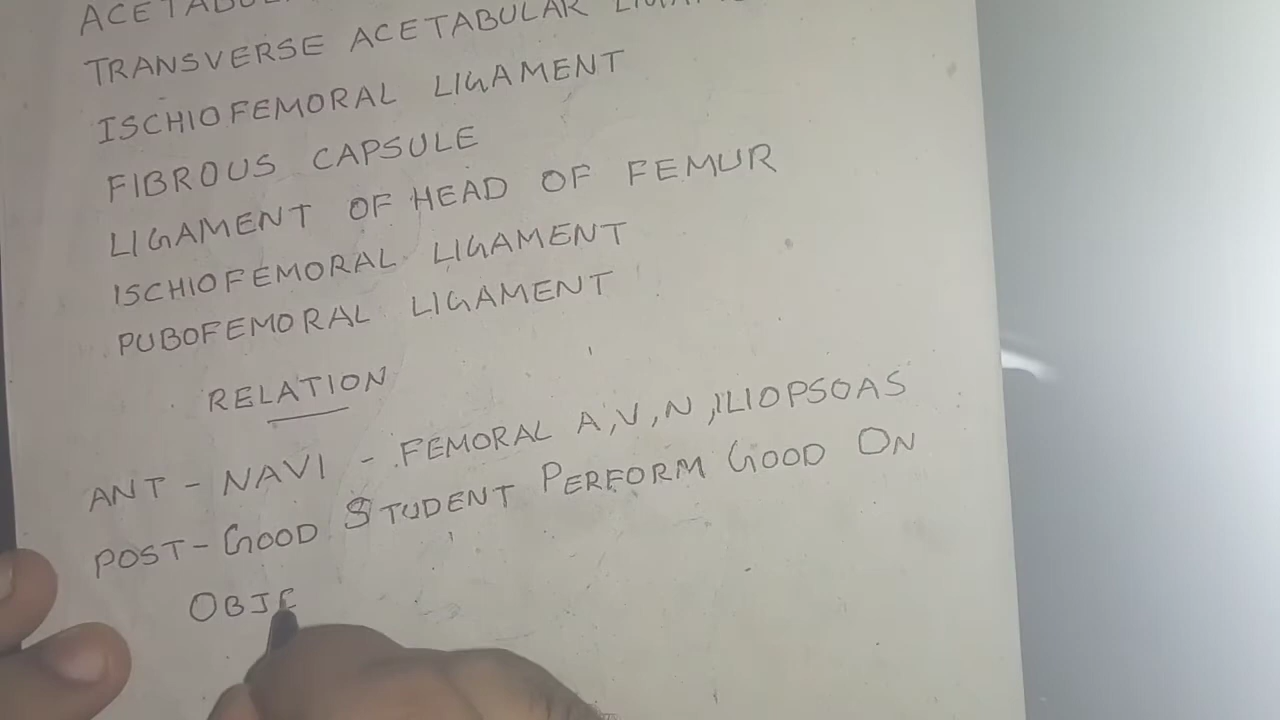 TRANSVERSE ACETABULAR
ISCHIOFEMORAL LIGAMENT
FIBROUS CAPSULE
LIGAMENT OF HEAD OF FEMUR
ISCHIOFEMORAL LIGAMENT
PUBOFEMORAL LIGAMENT
RELATION
ANT - NAVI - FEMORAL A,V,N,ILIOPSOAS
POST - GOOD STUDENT PERFORM GOOD ON
OBJE